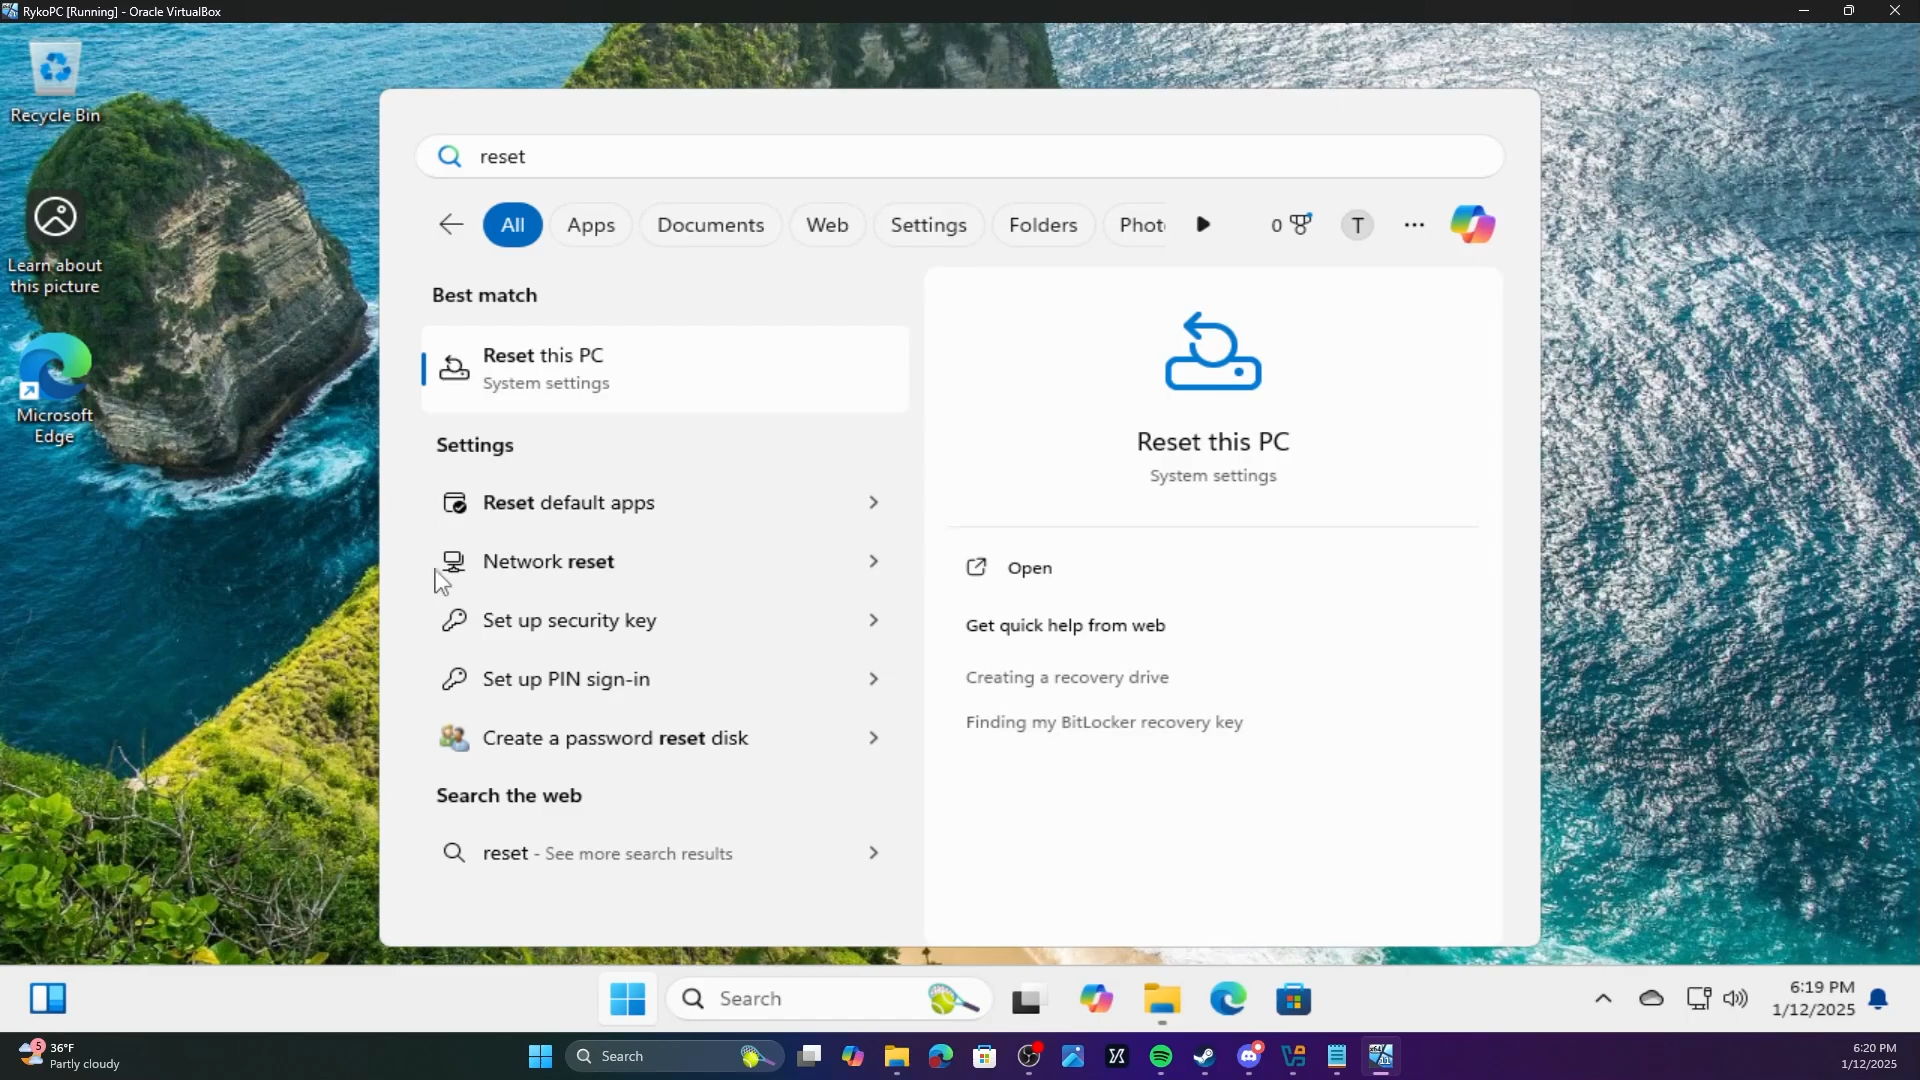 RykoPC [Running] - Oracle VirtualBox
Recycle Bin
Learn about
this picture
Microsoft
Edge
reset
All
Apps
Documents
Web
Settings
Folders
Phot
0
T
Best match
Reset this PC
System settings
Settings
Reset default apps
Network reset
Set up security key
Set up PIN sign-in
Create a password reset disk
Search the web
reset - See more search results
Reset this PC
System settings
Open
Get quick help from web
Creating a recovery drive
Finding my BitLocker recovery key
Search
6:19 PM
1/12/2025
5
36°F
Partly cloudy
Search
6:20 PM
1/12/2025